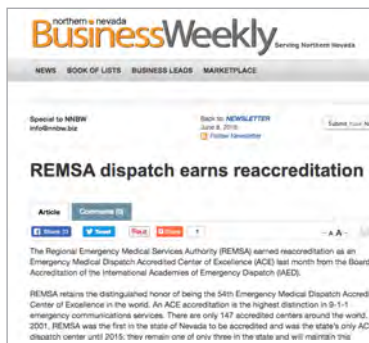 northern nevada
BusinessWeekly
Serving Northern Nevada
NEWS BOOK OF LISTS BUSINESS LEADS MARKETPLACE
Special to NNBW
info@nnbw.biz
Back to: NEWSLETTER
June 8,
Follow Newsletter
Submit Your
REMSA dispatch earns reaccreditation
Article Comments (0)
Share Tweet Share
- A A -
The Regional Emergency Medical Services Authority (REMSA) earned reaccreditation as an
Emergency Medical Dispatch Accredited Center of Excellence (ACE) last month from the Board
Accreditation of the International Academies of Emergency Dispatch (IAED).
REMSA retains the distinguished honor of being the 54th Emergency Medical Dispatch Accredi
Center of Excellence in the world. An ACE accreditation is the highest distinction in 9-1-1
emergency communications services. There are only 147 accredited centers around the world.
2001, REMSA was the first in the state of Nevada to be accredited and was the state's only AC
dispatch center until 2015; they remain one of only three in the state and will maintain this